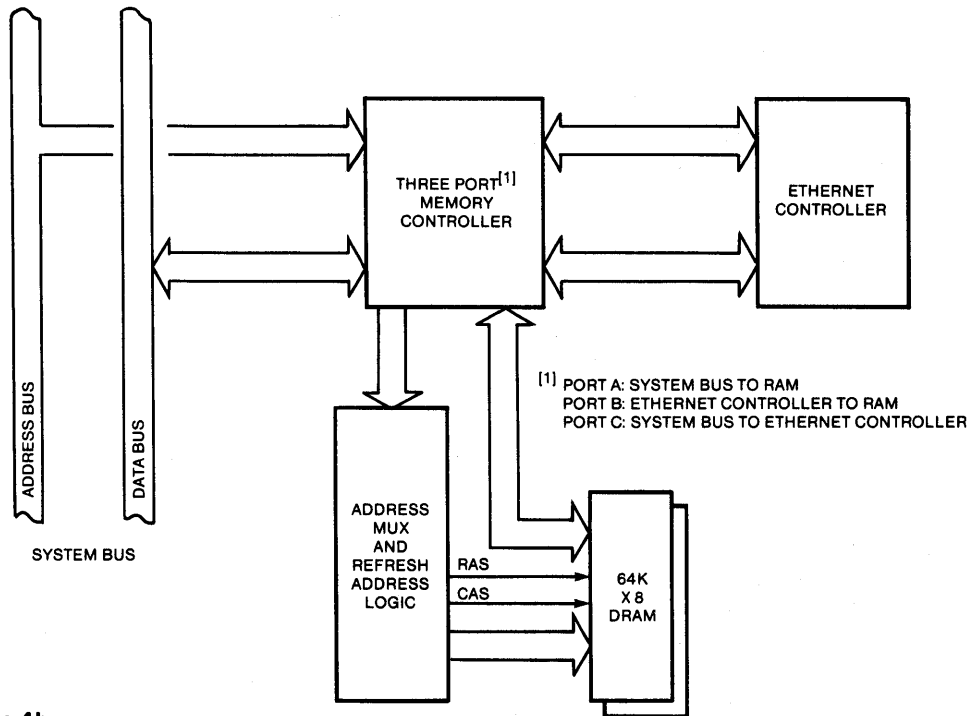 THREE PORT[1]
MEMORY
CONTROLLER
ETHERNET
CONTROLLER
ADDRESS BUS
DATA BUS
SYSTEM BUS
[1] PORT A: SYSTEM BUS TO RAM
PORT B: ETHERNET CONTROLLER TO RAM
PORT C: SYSTEM BUS TO ETHERNET CONTROLLER
ADDRESS
MUX
AND
REFRESH
ADDRESS
LOGIC
RAS
CAS
64K
X 8
DRAM